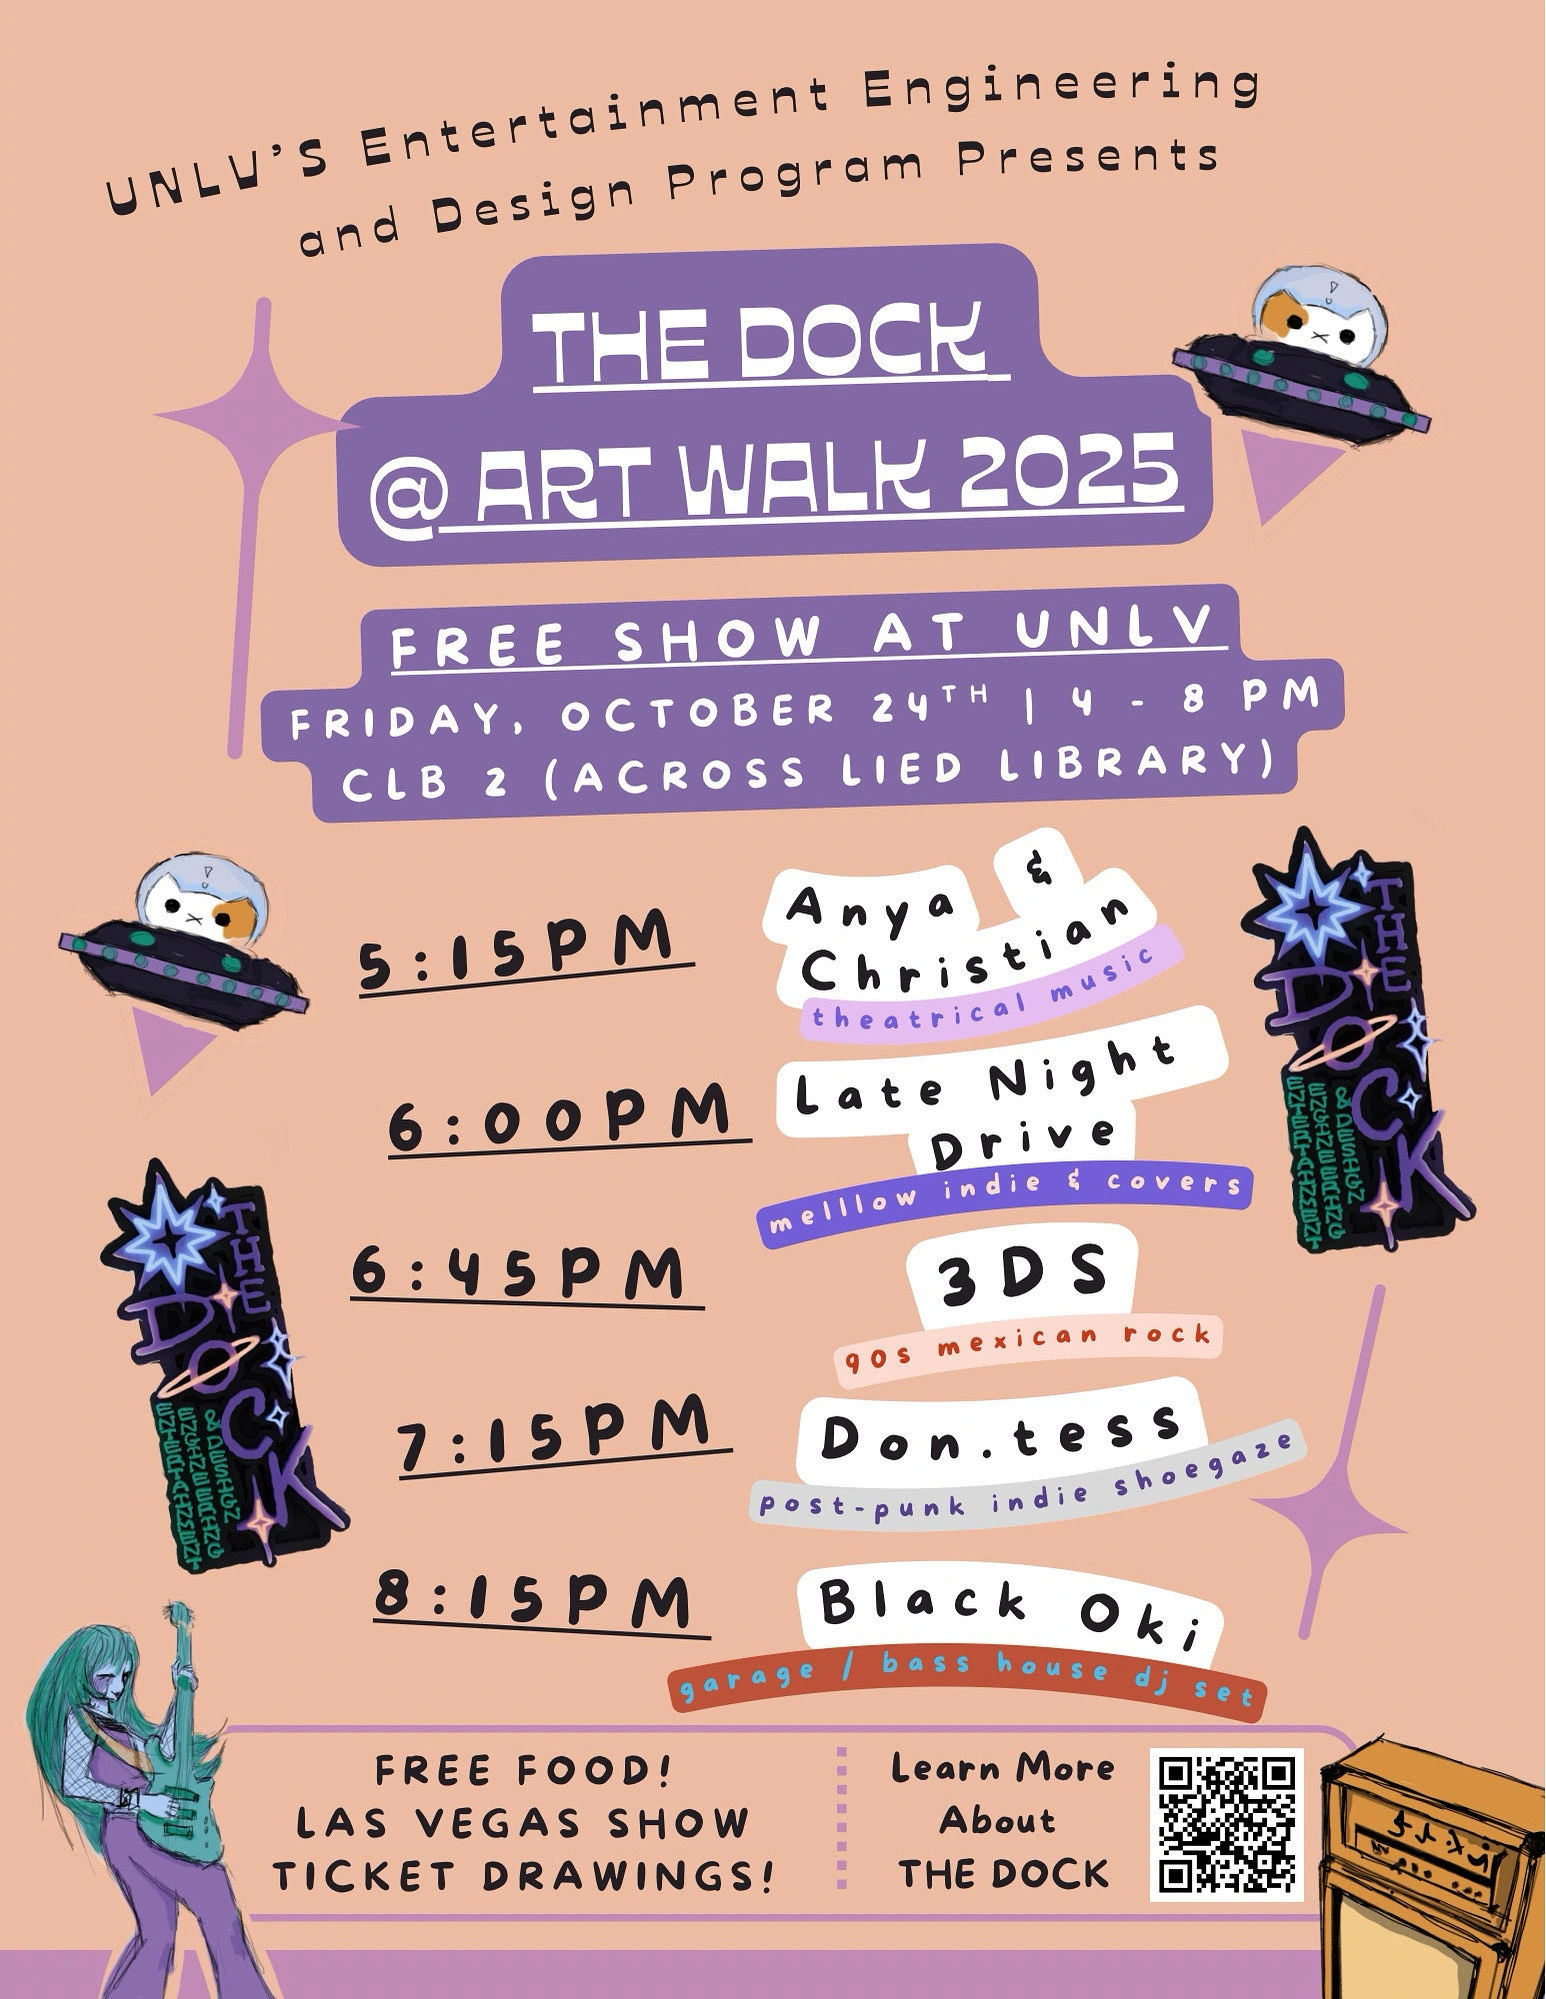 UNLV'S Entertainment Engineering
and Design Program Presents
THE DOCK
@ ART WALK 2025
FREE SHOW AT UNLV
FRIDAY, OCTOBER 24TH | 4 - 8 PM
CLB 2 (ACROSS LIED LIBRARY)
5:15PM
Anya &
Christian
theatrical music
6:00PM
Late Night
Drive
melllow indie & covers
6:45PM
3DS
90s mexican rock
7:15PM
Don.tess
post-punk indie shoegaze
8:15PM
Black Oki
garage / bass house dj set
THE
DOCK
ENTERTAINMENT
ENGINEERING
& DESIGN
THE
DOCK
ENTERTAINMENT
ENGINEERING
& DESIGN
FREE FOOD!
LAS VEGAS SHOW
TICKET DRAWINGS!
Learn More
About
THE DOCK